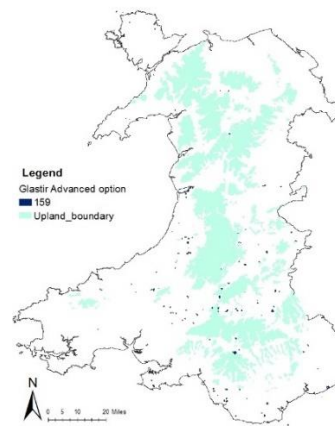 Legend
Glastir Advanced option
159
Upland_boundary
N
0 5 10 20 Miles